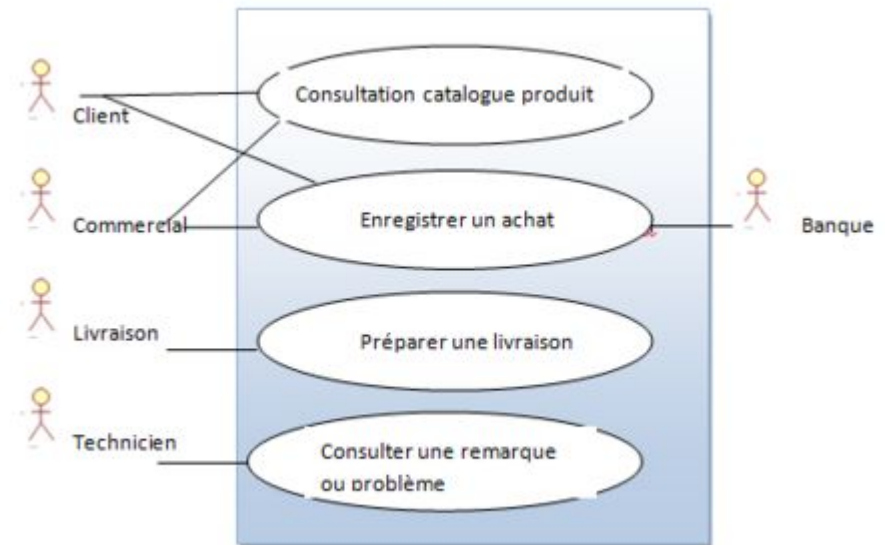 Consultation catalogue produit
Client
Commercial
Enregistrer un achat
Banque
Livraison
Préparer une livraison
Technicien
Consulter une remarque
ou problème